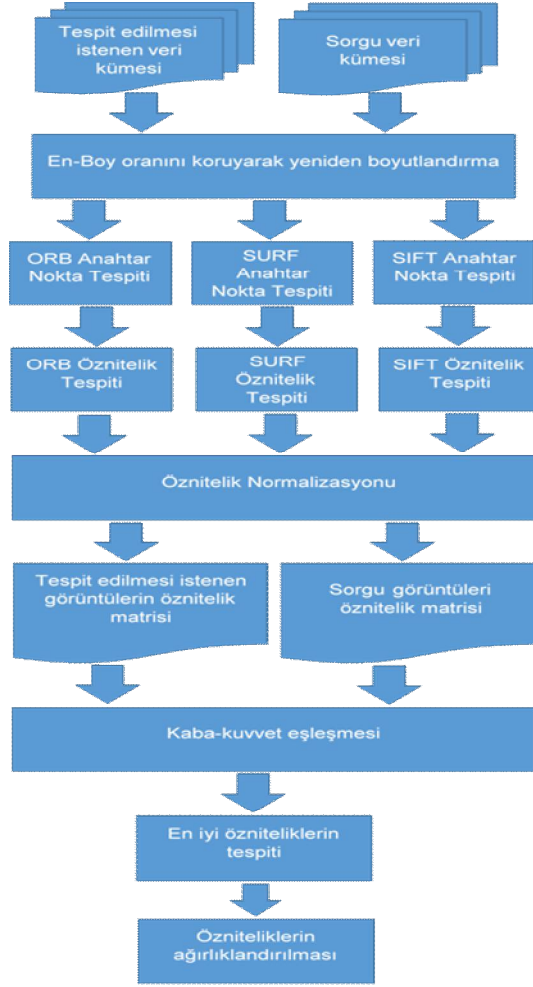 Tespit edilmesi
istenen veri
kümesi
Sorgu veri
kümesi
En-Boy oranını koruyarak yeniden boyutlandırma
ORB Anahtar
Nokta Tespiti
SURF
Anahtar
Nokta Tespiti
SIFT Anahtar
Nokta Tespiti
ORB Öznitelik
Tespiti
SURF
Öznitelik
Tespiti
SIFT Öznitelik
Tespiti
Öznitelik Normalizasyonu
Tespit edilmesi istenen
görüntülerin öznitelik
matrisi
Sorgu görüntüleri
öznitelik matrisi
Kaba-kuvvet eşleşmesi
En iyi özniteliklerin
tespiti
Özniteliklerin
ağırlıklandırılması